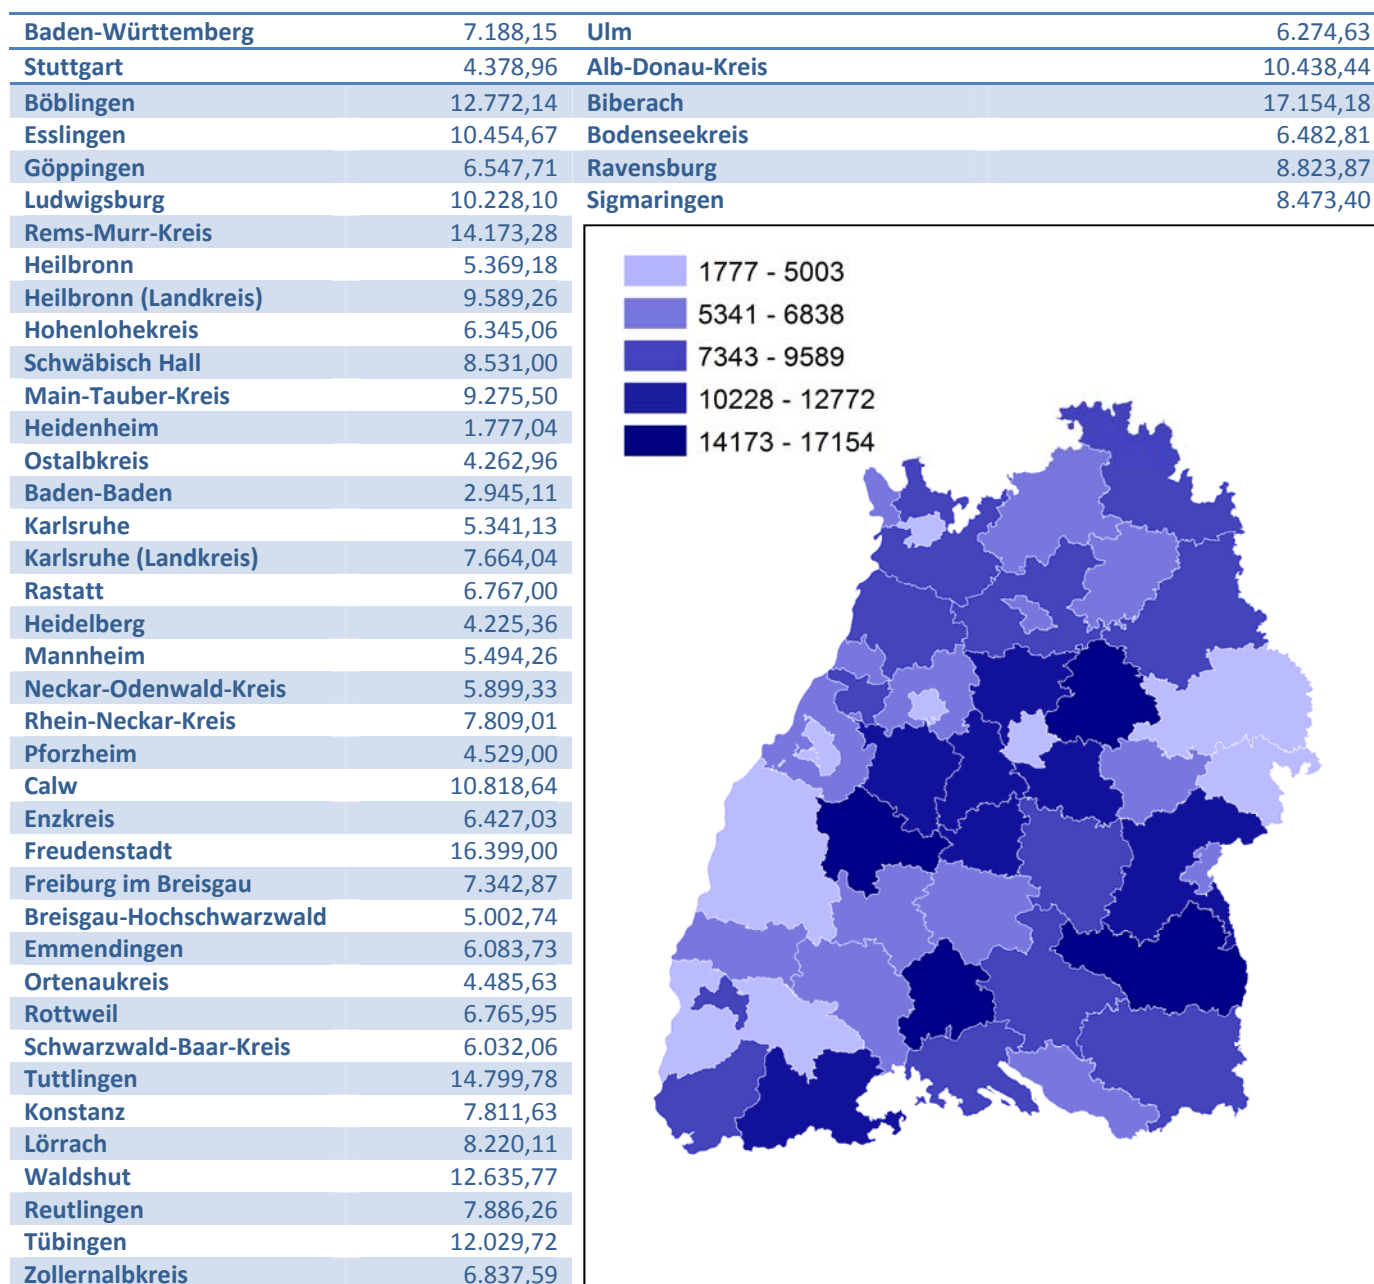 Baden-Württemberg 7.188,15
Stuttgart 4.378,96
Böblingen 12.772,14
Esslingen 10.454,67
Göppingen 6.547,71
Ludwigsburg 10.228,10
Rems-Murr-Kreis 14.173,28
Heilbronn 5.369,18
Heilbronn (Landkreis) 9.589,26
Hohenlohekreis 6.345,06
Schwäbisch Hall 8.531,00
Main-Tauber-Kreis 9.275,50
Heidenheim 1.777,04
Ostalbkreis 4.262,96
Baden-Baden 2.945,11
Karlsruhe 5.341,13
Karlsruhe (Landkreis) 7.664,04
Rastatt 6.767,00
Heidelberg 4.225,36
Mannheim 5.494,26
Neckar-Odenwald-Kreis 5.899,33
Rhein-Neckar-Kreis 7.809,01
Pforzheim 4.529,00
Calw 10.818,64
Enzkreis 6.427,03
Freudenstadt 16.399,00
Freiburg im Breisgau 7.342,87
Breisgau-Hochschwarzwald 5.002,74
Emmendingen 6.083,73
Ortenaukreis 4.485,63
Rottweil 6.765,95
Schwarzwald-Baar-Kreis 6.032,06
Tuttlingen 14.799,78
Konstanz 7.811,63
Lörrach 8.220,11
Waldshut 12.635,77
Reutlingen 7.886,26
Tübingen 12.029,72
Zollernalbkreis 6.837,59
Ulm 6.274,63
Alb-Donau-Kreis 10.438,44
Biberach 17.154,18
Bodenseekreis 6.482,81
Ravensburg 8.823,87
Sigmaringen 8.473,40
1777 - 5003
5341 - 6838
7343 - 9589
10228 - 12772
14173 - 17154